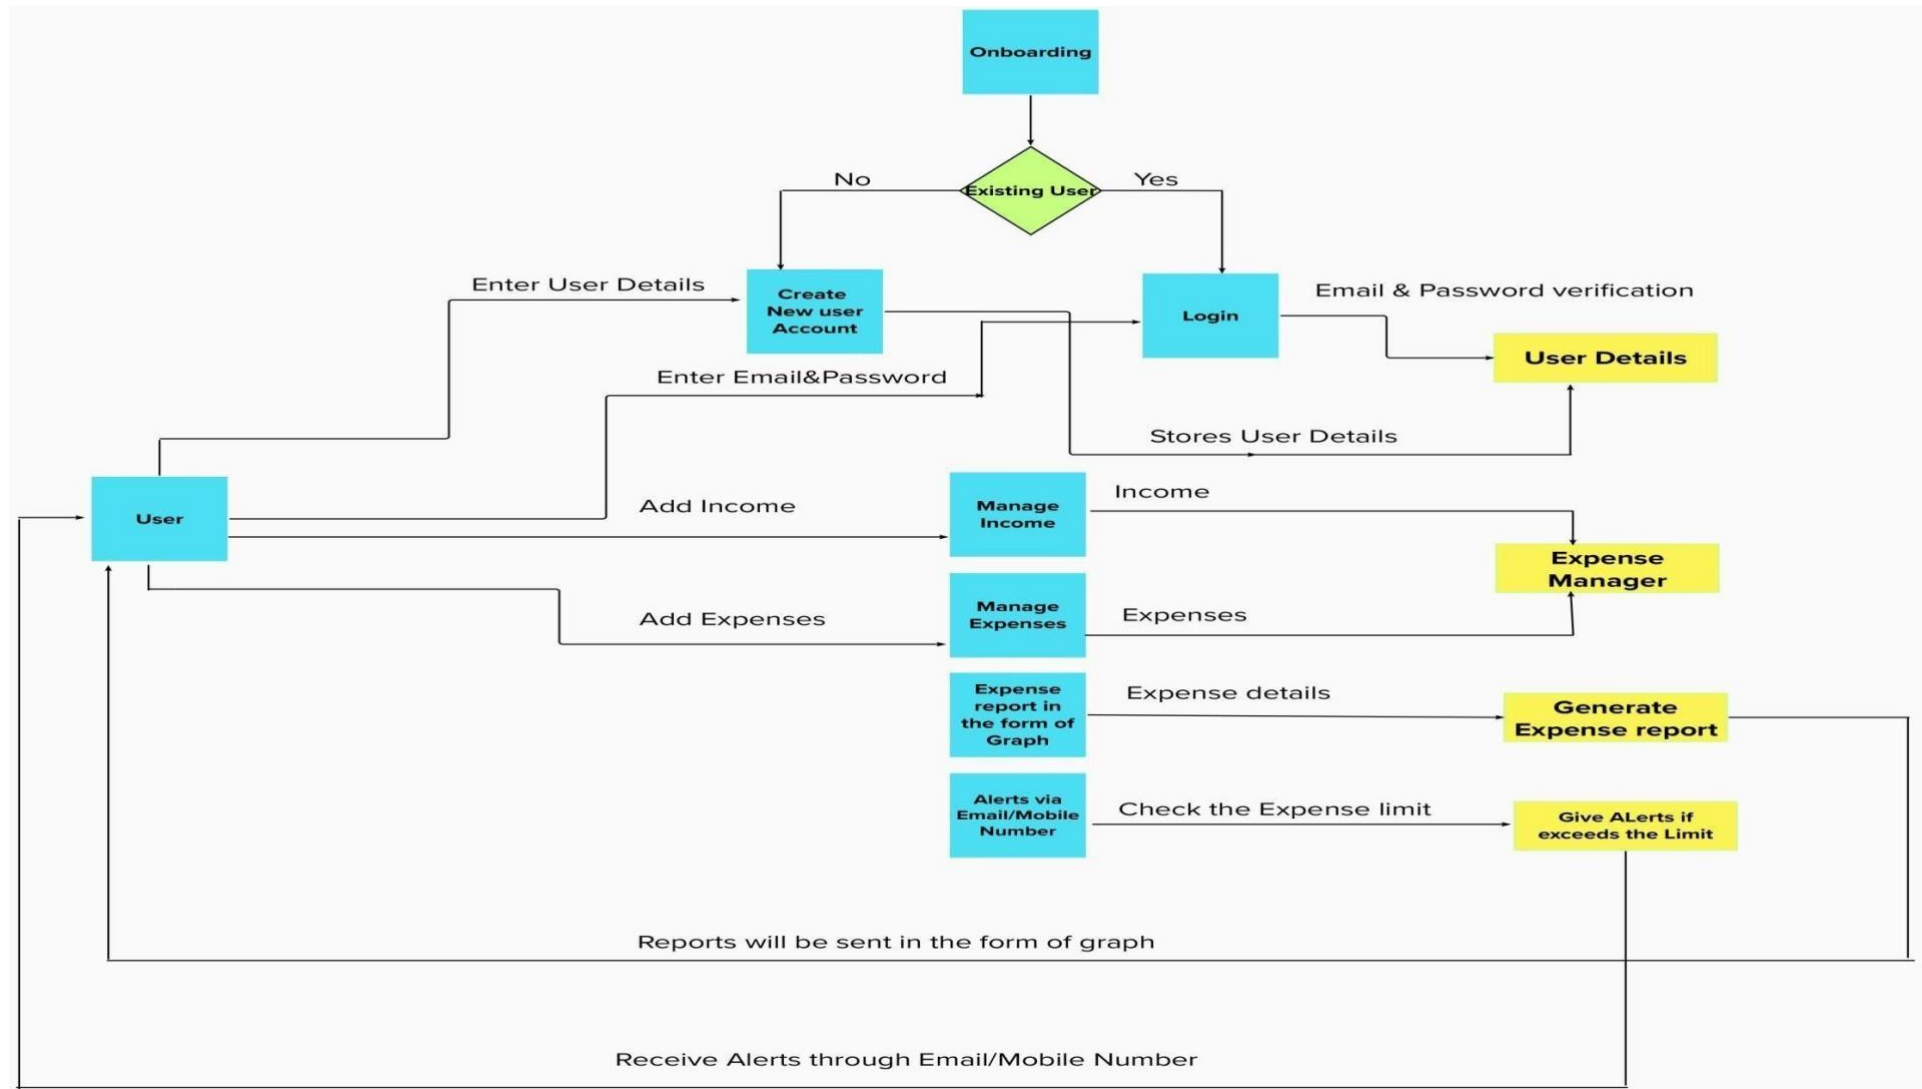 Onboarding
No
Existing User
Yes
Enter User Details
Create
New user
Account
Login
Email & Password verification
User Details
Enter Email&Password
Stores User Details
User
Add Income
Manage
Income
Income
Expense
Manager
Add Expenses
Manage
Expenses
Expenses
Expense
report in
the form of
Graph
Expense details
Generate
Expense report
Alerts via
Email/Mobile
Number
Check the Expense limit
Give ALerts if
exceeds the Limit
Reports will be sent in the form of graph
Receive Alerts through Email/Mobile Number